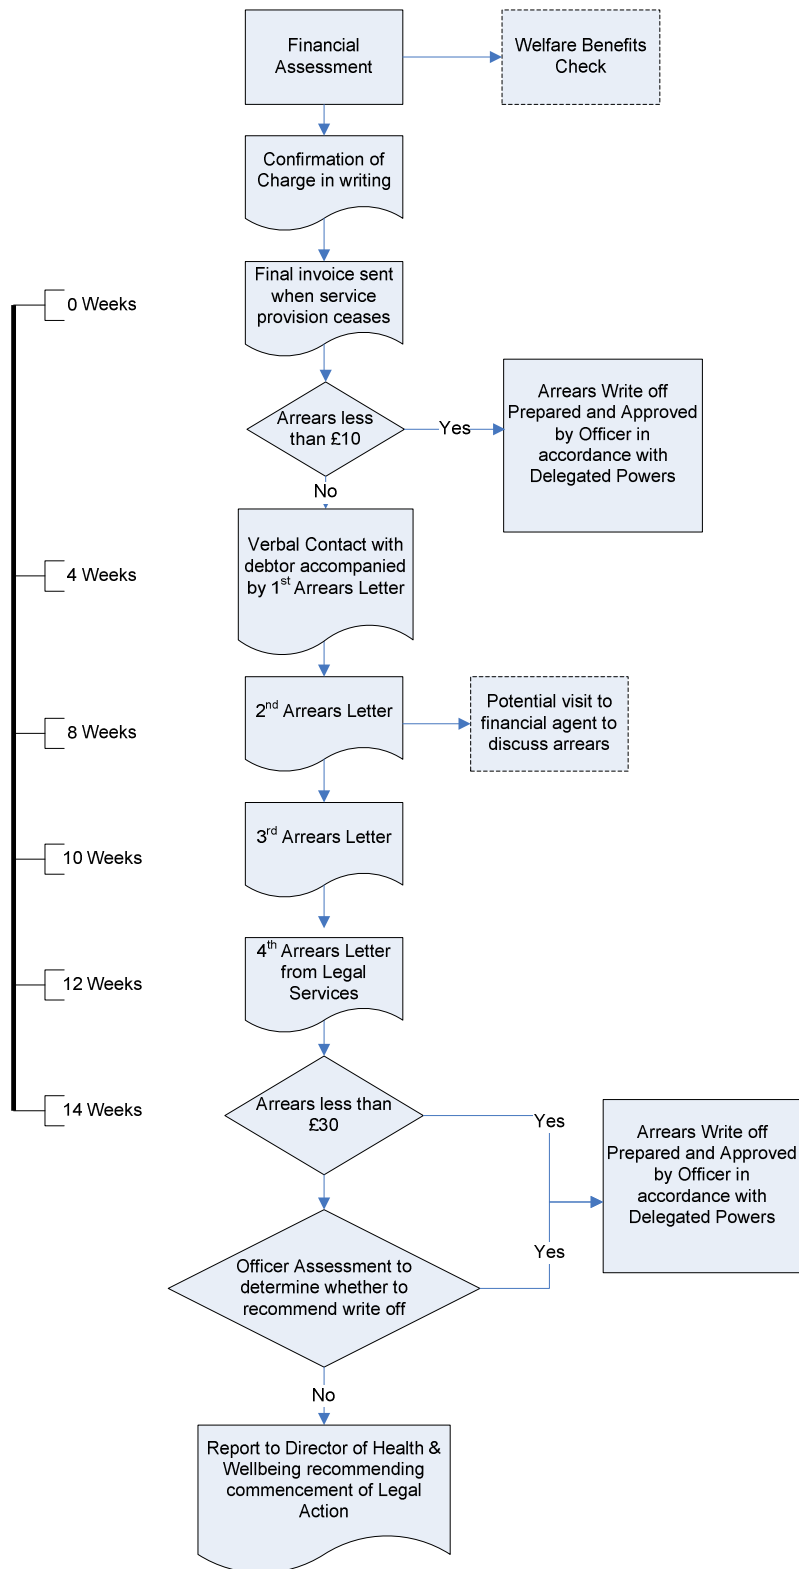 Financial
Assessment
Welfare Benefits
Check
Confirmation of
Charge in writing
Final invoice sent
when service
provision ceases
0 Weeks
Arrears less
than £10
Yes
Arrears Write off
Prepared and Approved
by Officer in
accordance with
Delegated Powers
No
Verbal Contact with
debtor accompanied
by 1st Arrears Letter
4 Weeks
2nd Arrears Letter
Potential visit to
financial agent to
discuss arrears
8 Weeks
3rd Arrears Letter
10 Weeks
4th Arrears Letter
from Legal
Services
12 Weeks
Arrears less than
£30
14 Weeks
Yes
Arrears Write off
Prepared and Approved
by Officer in
accordance with
Delegated Powers
Yes
Officer Assessment to
determine whether to
recommend write off
No
Report to Director of Health &
Wellbeing recommending
commencement of Legal
Action